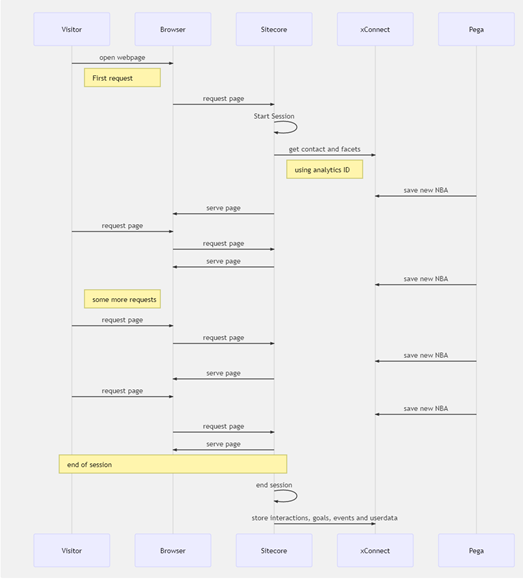 Visitor
Browser
Sitecore
xConnect
Pega
open webpage
First request
request page
Start Session
get contact and facets
using analytics ID
save new NBA
serve page
request page
request page
serve page
save new NBA
some more requests
request page
request page
save new NBA
serve page
request page
save new NBA
request page
serve page
end of session
end session
store interactions, goals, events and userdata
Visitor
Browser
Sitecore
xConnect
Pega